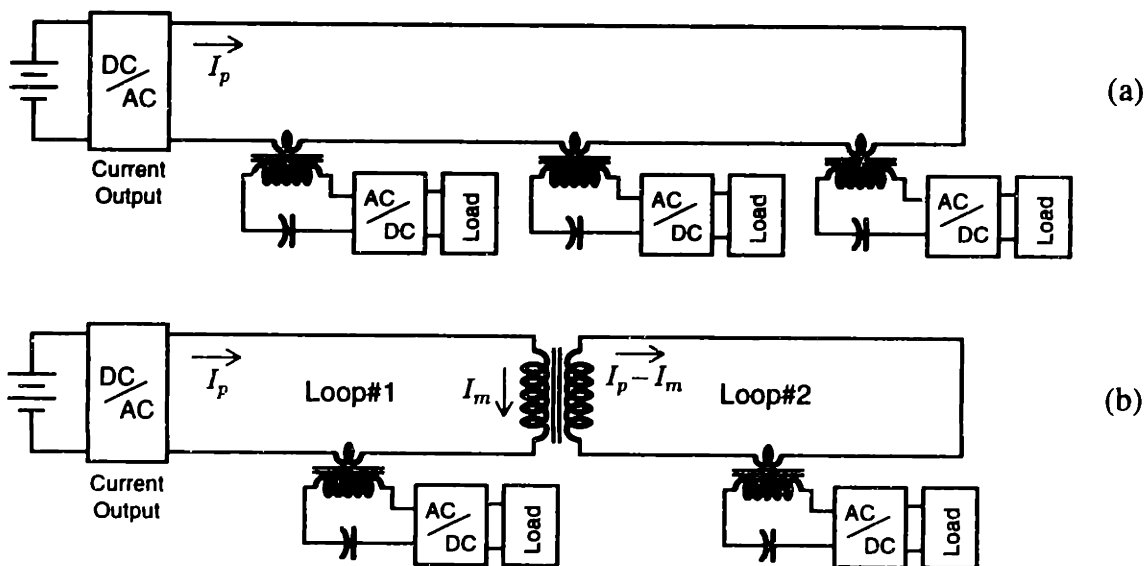 DC/AC
I_p
(a)
Current
Output
AC/DC
Load
AC/DC
Load
AC/DC
Load
DC/AC
I_p
Loop#1
I_m
I_p − I_m
Loop#2
(b)
Current
Output
AC/DC
Load
AC/DC
Load